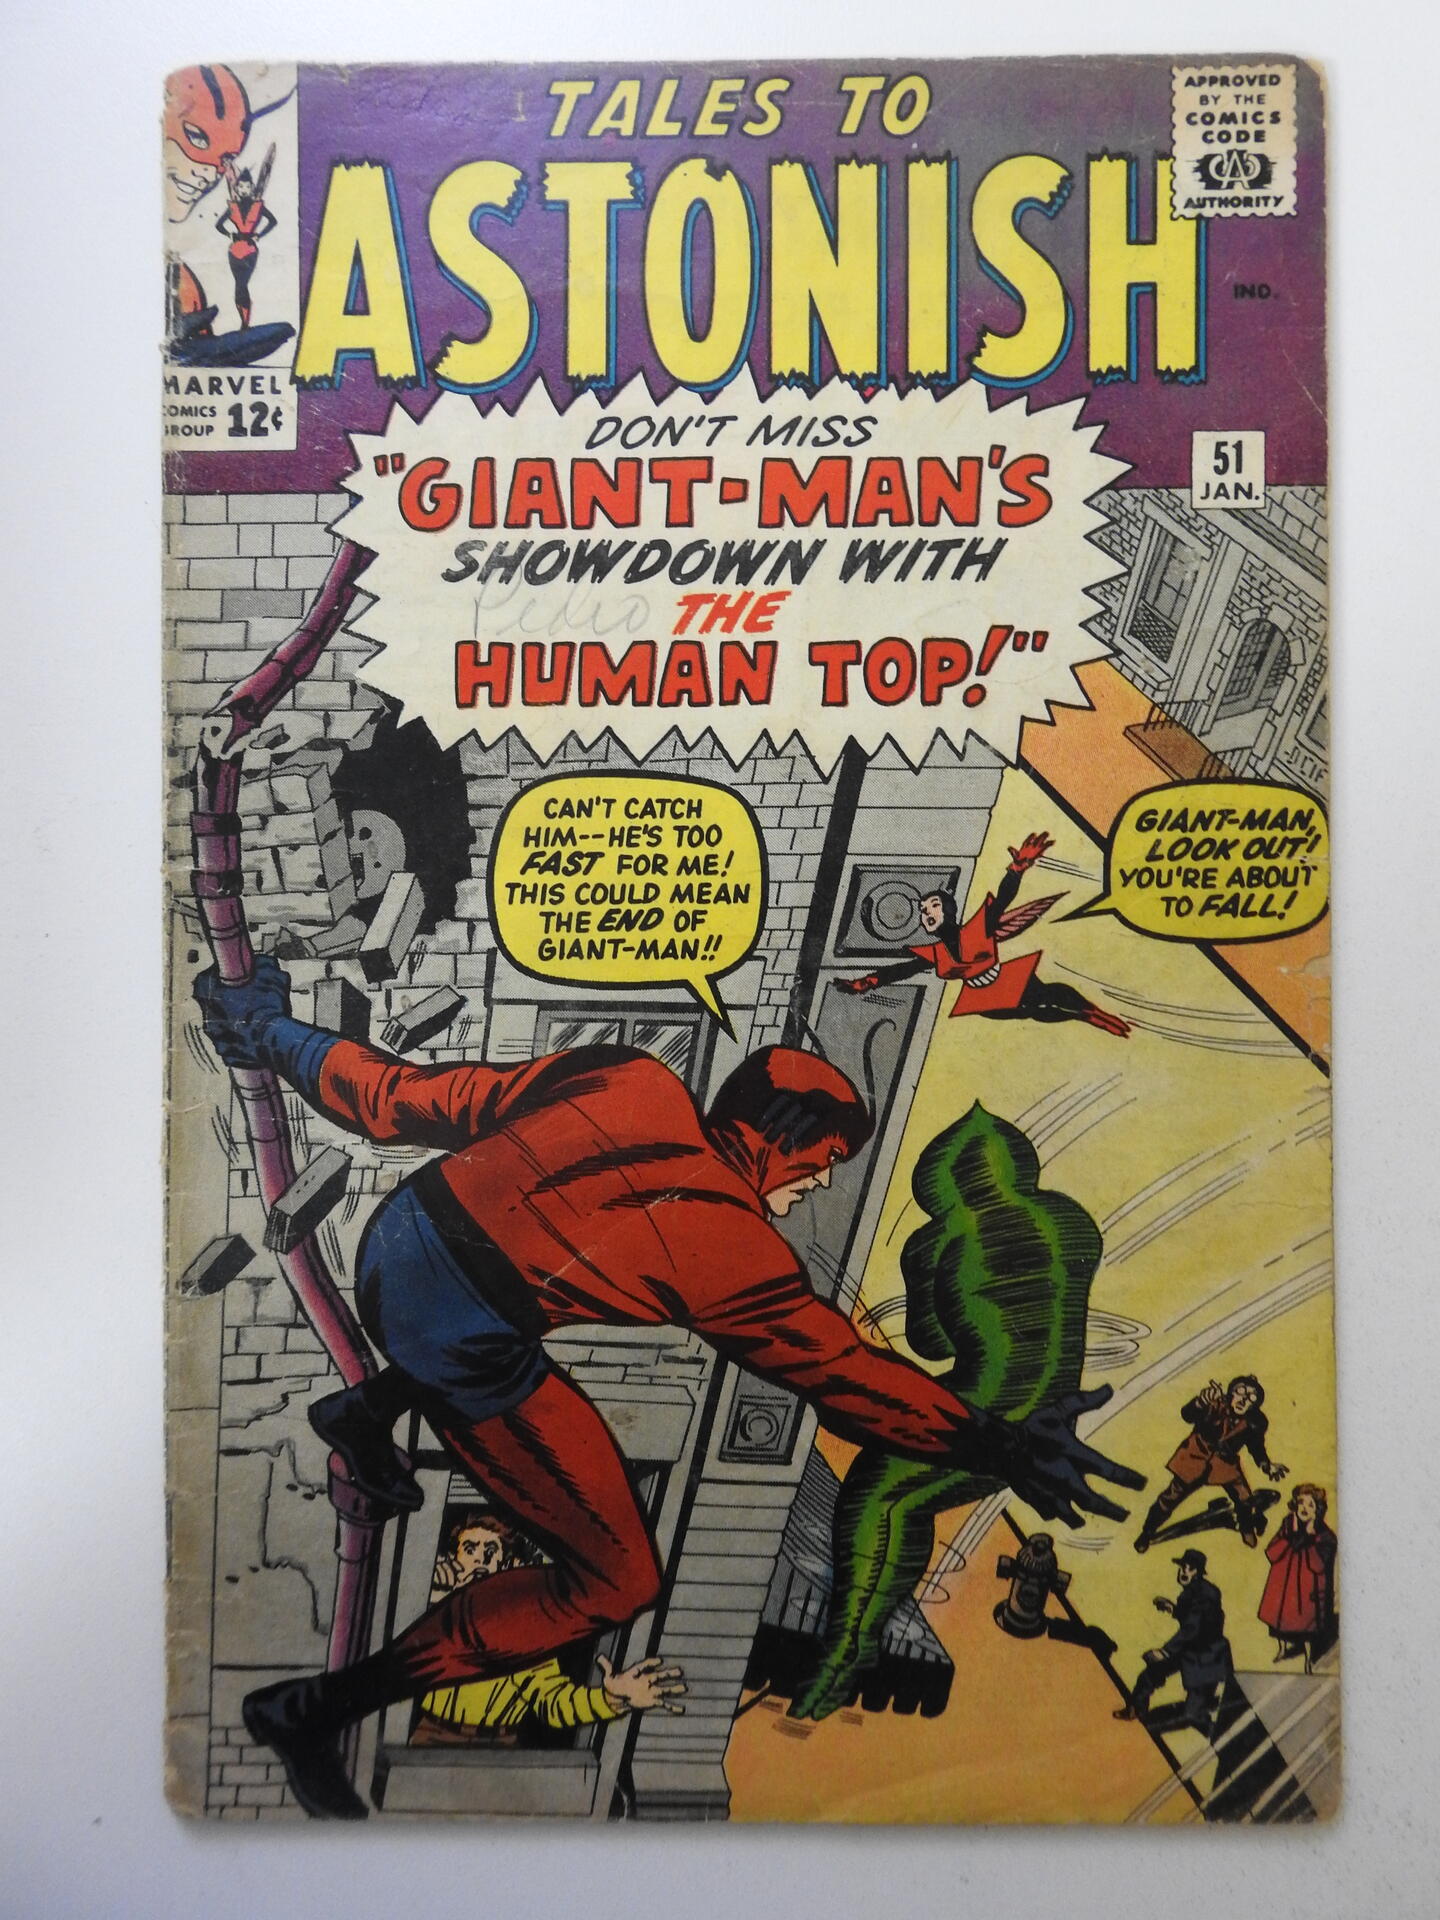 TALES TO
ASTONISH
APPROVED
BY THE
COMICS
CODE
CA
AUTHORITY
IND.
MARVEL
COMICS
GROUP 12¢
51
JAN.
DON'T MISS
"GIANT-MAN'S
SHOWDOWN WITH
Pedro THE
HUMAN TOP!"
CAN'T CATCH
HIM--HE'S TOO
FAST FOR ME!
THIS COULD MEAN
THE END OF
GIANT-MAN!!
GIANT-MAN,
LOOK OUT!
YOU'RE ABOUT
TO FALL!